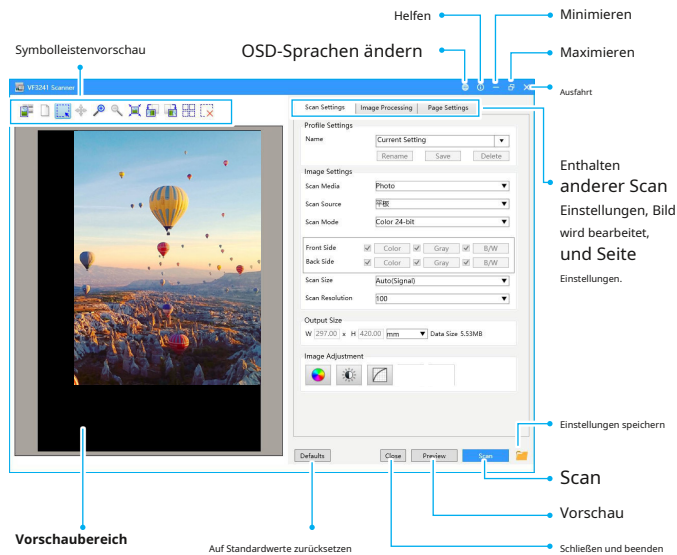 Helfen
Minimieren
Symbolleistenvorschau
OSD-Sprachen ändern
Maximieren
VF3241 Scanner
Ausfahrt
Scan Settings Image Processing Page Settings
Profile Settings
Name Current Setting
Rename Save Delete
Image Settings
Scan Media Photo
Scan Source 平板
Scan Mode Color 24-bit
Front Side Color Gray B/W
Back Side Color Gray B/W
Scan Size Auto(Signal)
Scan Resolution 100
Output Size
W 297.00 x H 420.00 mm Data Size 5.53MB
Image Adjustment
Enthalten
anderer Scan
Einstellungen, Bild
wird bearbeitet,
und Seite
Einstellungen.
Defaults Close Preview Scan
Einstellungen speichern
Scan
Vorschau
Vorschaubereich
Auf Standardwerte zurücksetzen
Schließen und beenden